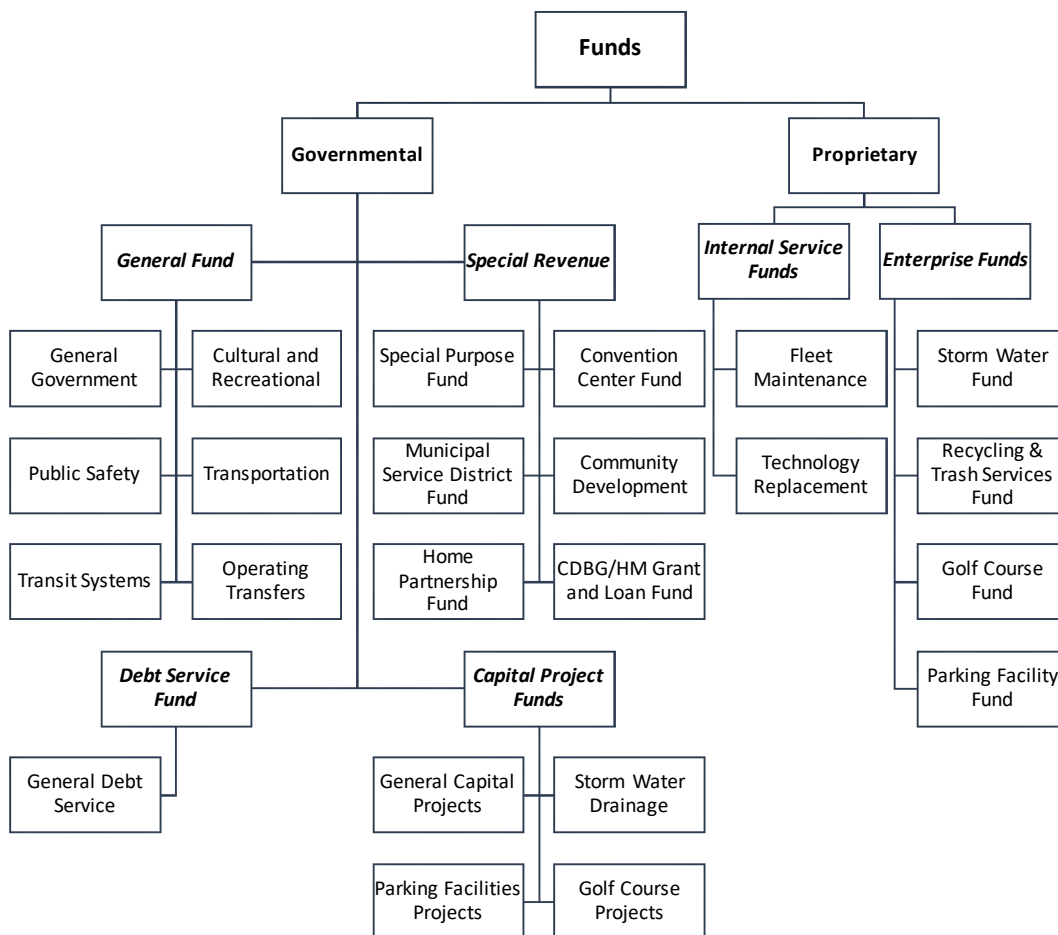 Funds
Governmental
Proprietary
General Fund
Special Revenue
Internal Service
Funds
Enterprise Funds
General
Government
Cultural and
Recreational
Special Purpose
Fund
Convention
Center Fund
Fleet
Maintenance
Storm Water
Fund
Public Safety
Transportation
Municipal
Service District
Fund
Community
Development
Technology
Replacement
Recycling &
Trash Services
Fund
Transit Systems
Operating
Transfers
Home
Partnership
Fund
CDBG/HM Grant
and Loan Fund
Golf Course
Fund
Debt Service
Fund
Capital Project
Funds
Parking Facility
Fund
General Debt
Service
General Capital
Projects
Storm Water
Drainage
Parking Facilities
Projects
Golf Course
Projects